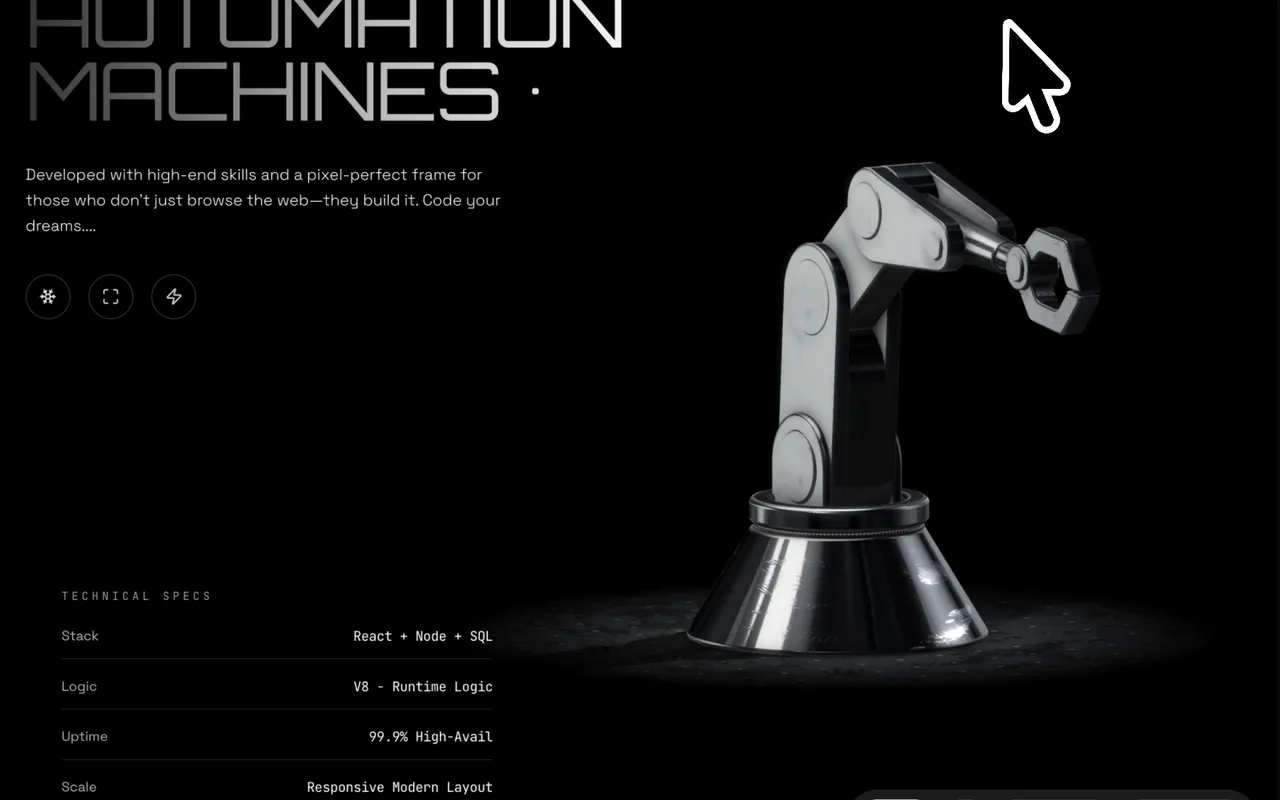 AUTOMATION
MACHINES .
Developed with high-end skills and a pixel-perfect frame for
those who don't just browse the web—they build it. Code your
dreams....
TECHNICAL SPECS
Stack React + Node + SQL
Logic V8 - Runtime Logic
Uptime 99.9% High-Avail
Scale Responsive Modern Layout